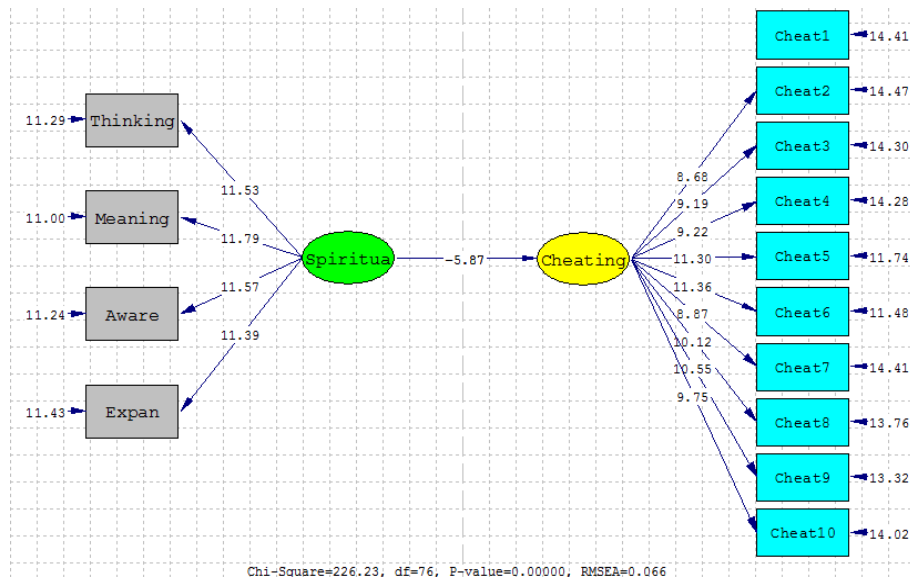 Cheat1
14.41
Cheat2
14.47
11.29
Thinking
Cheat3
14.30
8.68
11.53
9.19
Cheat4
14.28
11.00
Meaning
9.22
11.79
11.30
Cheat5
11.74
Spiritua
-5.87
Cheating
11.57
11.36
Cheat6
11.48
11.24
Aware
8.87
11.39
10.12
10.55
Cheat7
14.41
9.75
11.43
Expan
Cheat8
13.76
Cheat9
13.32
Cheat10
14.02
Chi-Square=226.23, df=76, P-value=0.00000, RMSEA=0.066